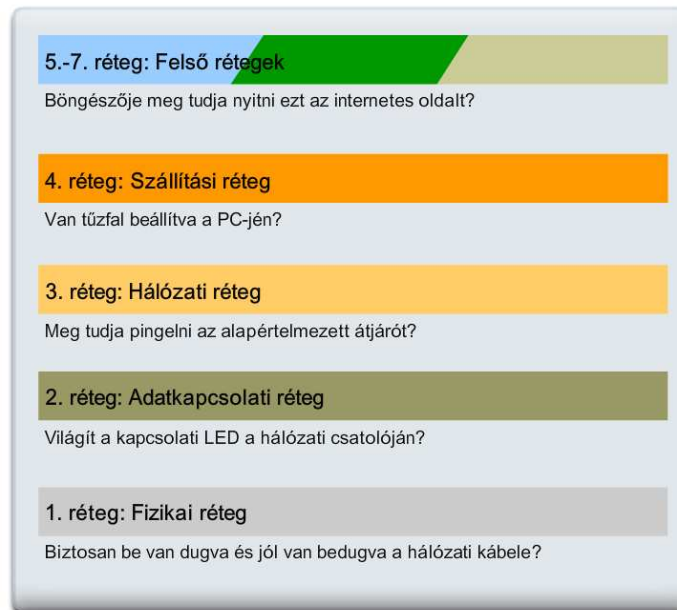 5.-7. réteg: Felső rétegek
Böngészője meg tudja nyitni ezt az internetes oldalt?
4. réteg: Szállítási réteg
Van tűzfal beállítva a PC-jén?
3. réteg: Hálózati réteg
Meg tudja pingelni az alapértelmezett átjárót?
2. réteg: Adatkapcsolati réteg
Világít a kapcsolati LED a hálózati csatolóján?
1. réteg: Fizikai réteg
Biztosan be van dugva és jól van bedugva a hálózati kábele?